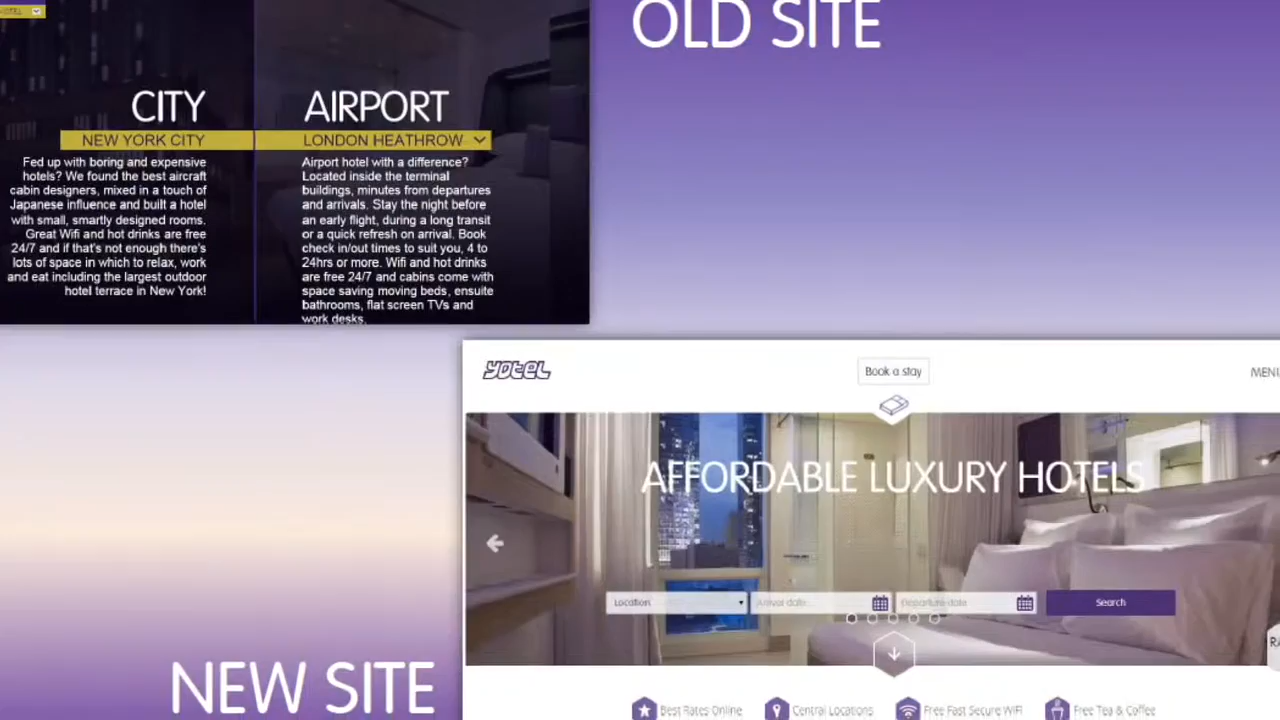 HOTEL
OLD SITE
CITY
NEW YORK CITY
Fed up with boring and expensive
hotels? We found the best aircraft
cabin designers, mixed in a touch of
Japanese influence and built a hotel
with small, smartly designed rooms.
Great Wifi and hot drinks are free
24/7 and if that's not enough there's
lots of space in which to relax, work
and eat including the largest outdoor
hotel terrace in New York!
AIRPORT
LONDON HEATHROW
Airport hotel with a difference?
Located inside the terminal
buildings, minutes from departures
and arrivals. Stay the night before
an early flight, during a long transit
or a quick refresh on arrival. Book
check in/out times to suit you, 4 to
24hrs or more. Wifi and hot drinks
are free 24/7 and cabins come with
space saving moving beds, ensuite
bathrooms, flat screen TVs and
work desks.
YOTEL
Book a stay
MENU
AFFORDABLE LUXURY HOTELS
Location
Arrival date
Departure date
Search
RA
Best Rates Online
Central Locations
Free Fast Secure WiFi
Free Tea & Coffee
NEW SITE